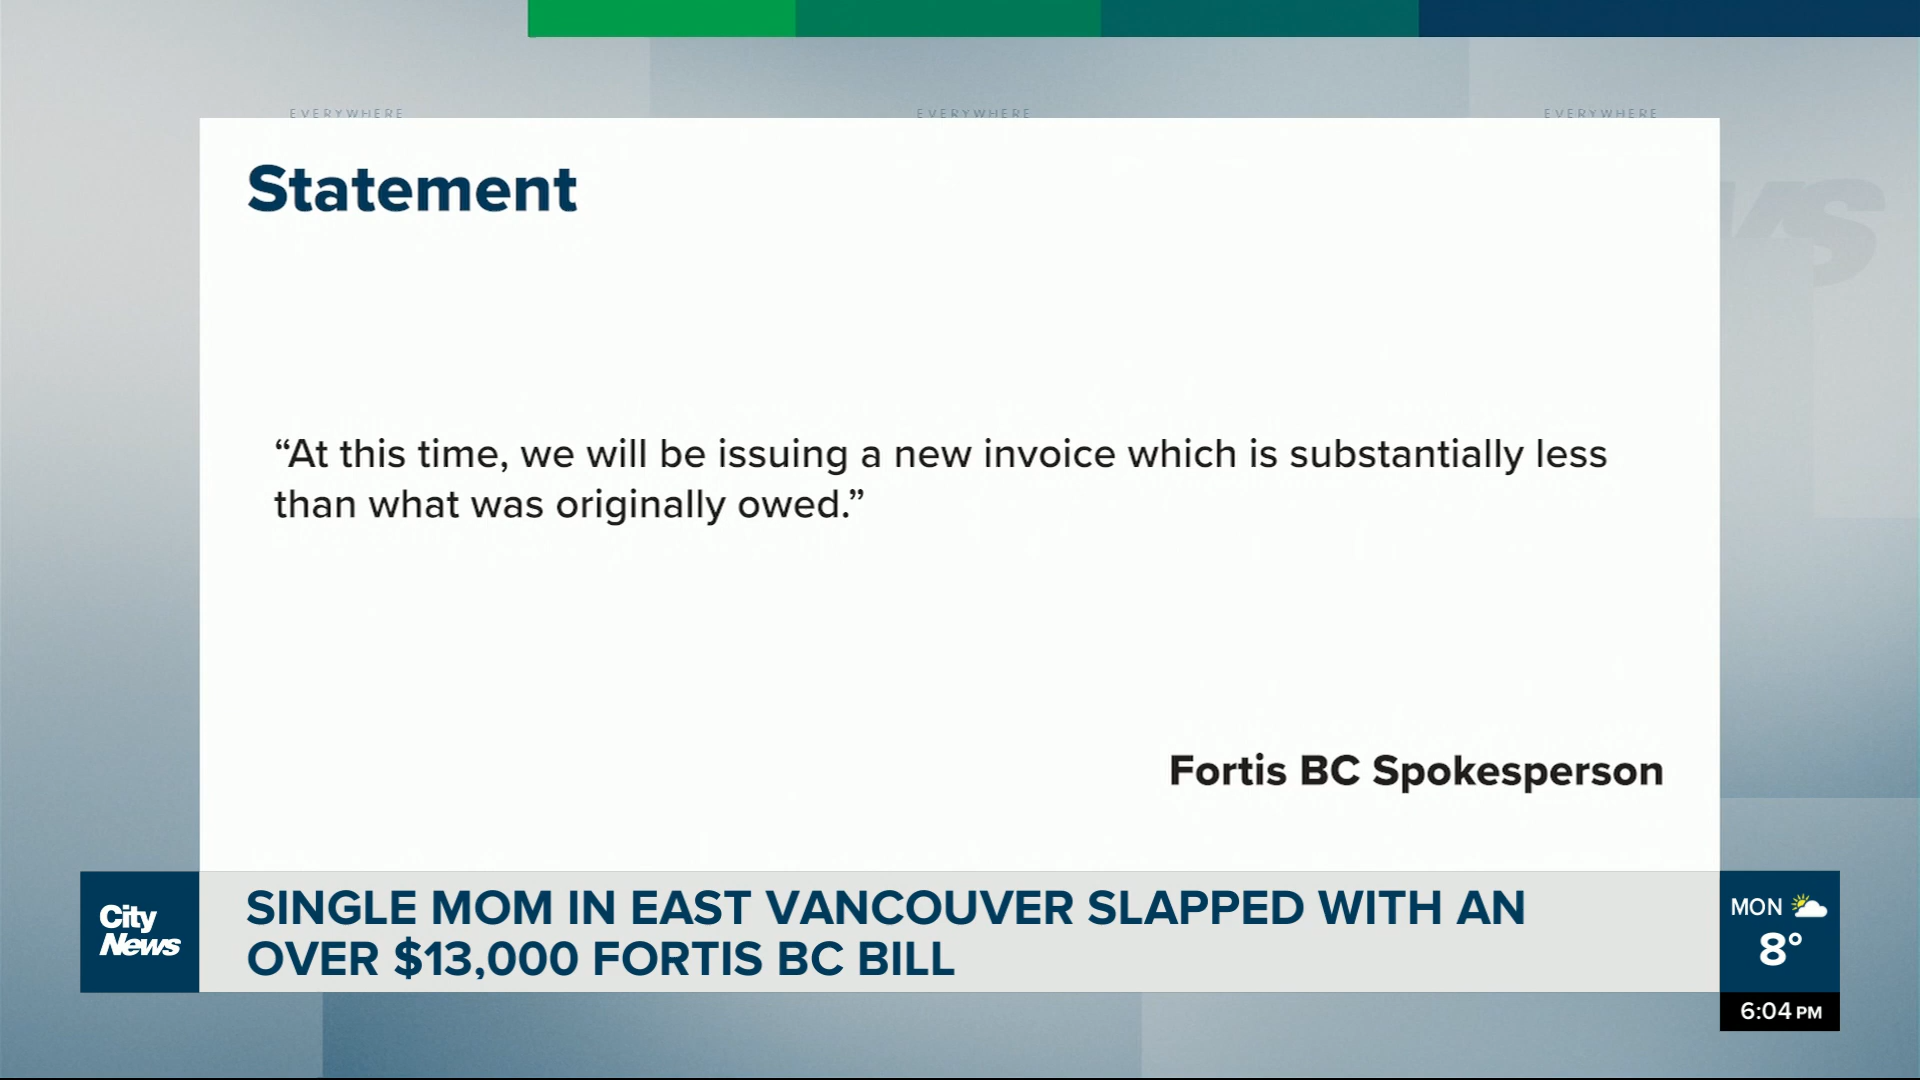 EVERYWHERE EVERYWHERE EVERYWHERE
Statement
“At this time, we will be issuing a new invoice which is substantially less
than what was originally owed.”
Fortis BC Spokesperson
City
News
SINGLE MOM IN EAST VANCOUVER SLAPPED WITH AN
OVER $13,000 FORTIS BC BILL
MON
8°
6:04 PM